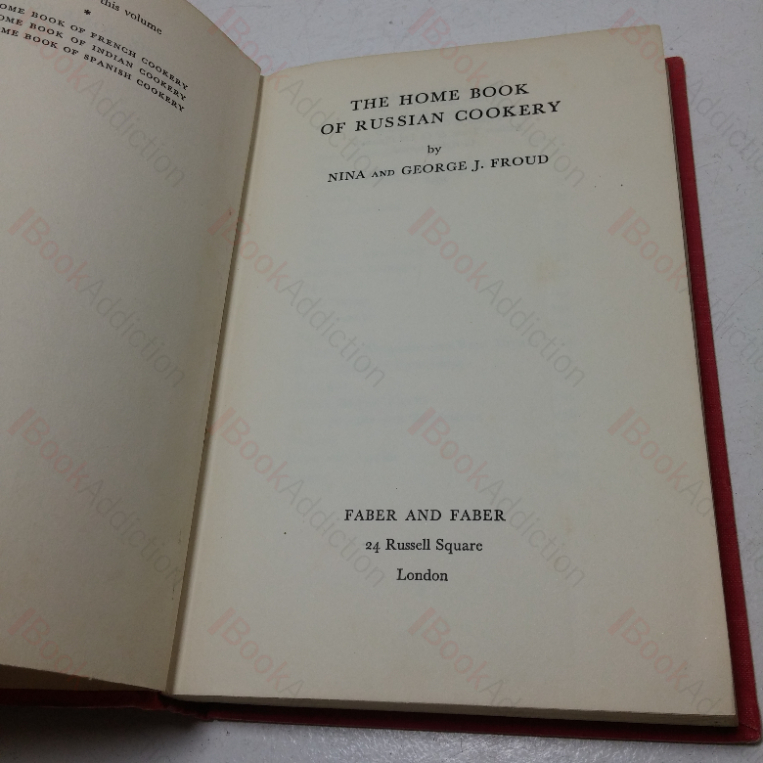 this volume
*
OME BOOK OF FRENCH COOKERY
OME BOOK OF INDIAN COOKERY
ME BOOK OF SPANISH COOKERY
THE HOME BOOK
OF RUSSIAN COOKERY
by
NINA AND GEORGE J. FROUD
FABER AND FABER
24 Russell Square
London
BookAddiction